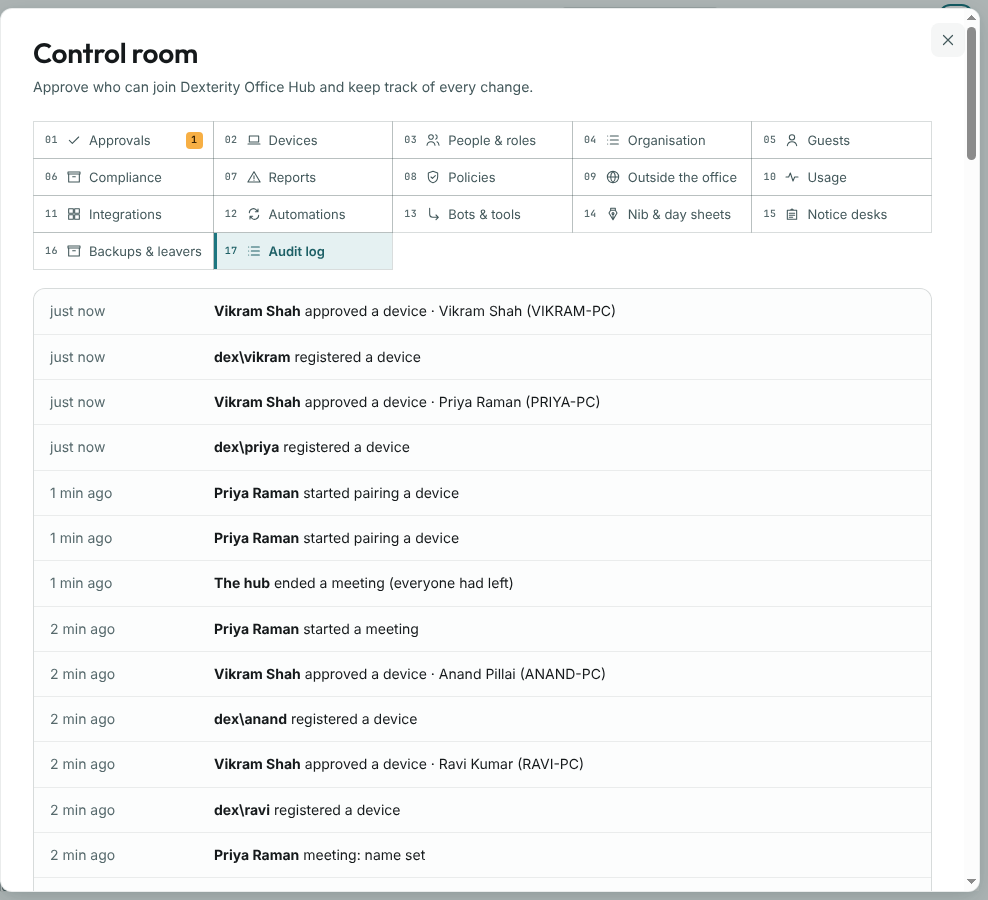 Control room
Approve who can join Dexterity Office Hub and keep track of every change.
01 Approvals 1 02 Devices 03 People & roles 04 Organisation 05 Guests
06 Compliance 07 Reports 08 Policies 09 Outside the office 10 Usage
11 Integrations 12 Automations 13 Bots & tools 14 Nib & day sheets 15 Notice desks
16 Backups & leavers 17 Audit log
just now Vikram Shah approved a device · Vikram Shah (VIKRAM-PC)
just now dex\vikram registered a device
just now Vikram Shah approved a device · Priya Raman (PRIYA-PC)
just now dex\priya registered a device
1 min ago Priya Raman started pairing a device
1 min ago Priya Raman started pairing a device
1 min ago The hub ended a meeting (everyone had left)
2 min ago Priya Raman started a meeting
2 min ago Vikram Shah approved a device · Anand Pillai (ANAND-PC)
2 min ago dex\anand registered a device
2 min ago Vikram Shah approved a device · Ravi Kumar (RAVI-PC)
2 min ago dex\ravi registered a device
2 min ago Priya Raman meeting: name set